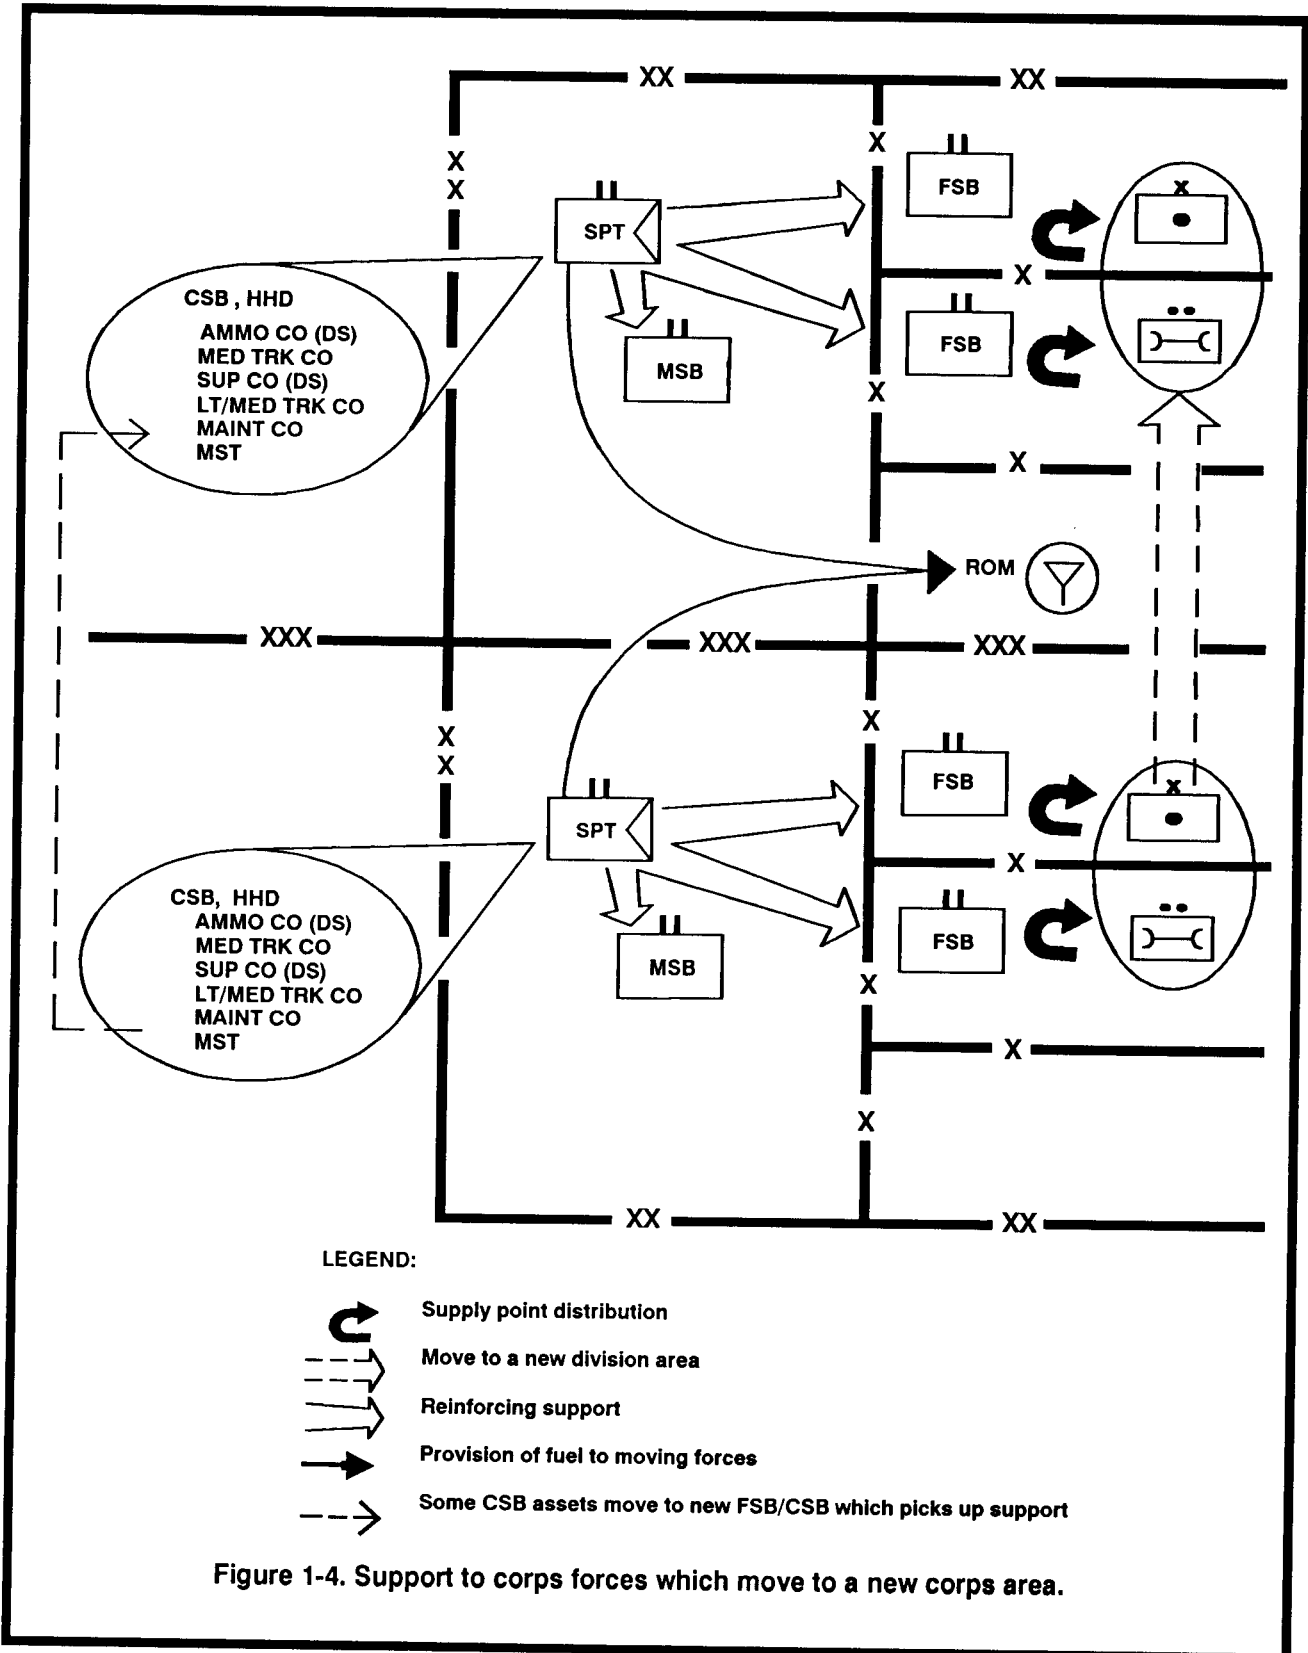 XX XX
X
X
X
II
FSB
X
II
SPT
X
CSB, HHD
AMMO CO (DS)
MED TRK CO
SUP CO (DS)
LT/MED TRK CO
MAINT CO
MST
II
FSB
II
MSB
X
X
ROM
XXX XXX XXX
X
X
X
II
FSB
X
II
SPT
X
CSB, HHD
AMMO CO (DS)
MED TRK CO
SUP CO (DS)
LT/MED TRK CO
MAINT CO
MST
II
FSB
II
MSB
X
X
X
XX XX
LEGEND:
Supply point distribution
Move to a new division area
Reinforcing support
Provision of fuel to moving forces
Some CSB assets move to new FSB/CSB which picks up support
Figure 1-4. Support to corps forces which move to a new corps area.